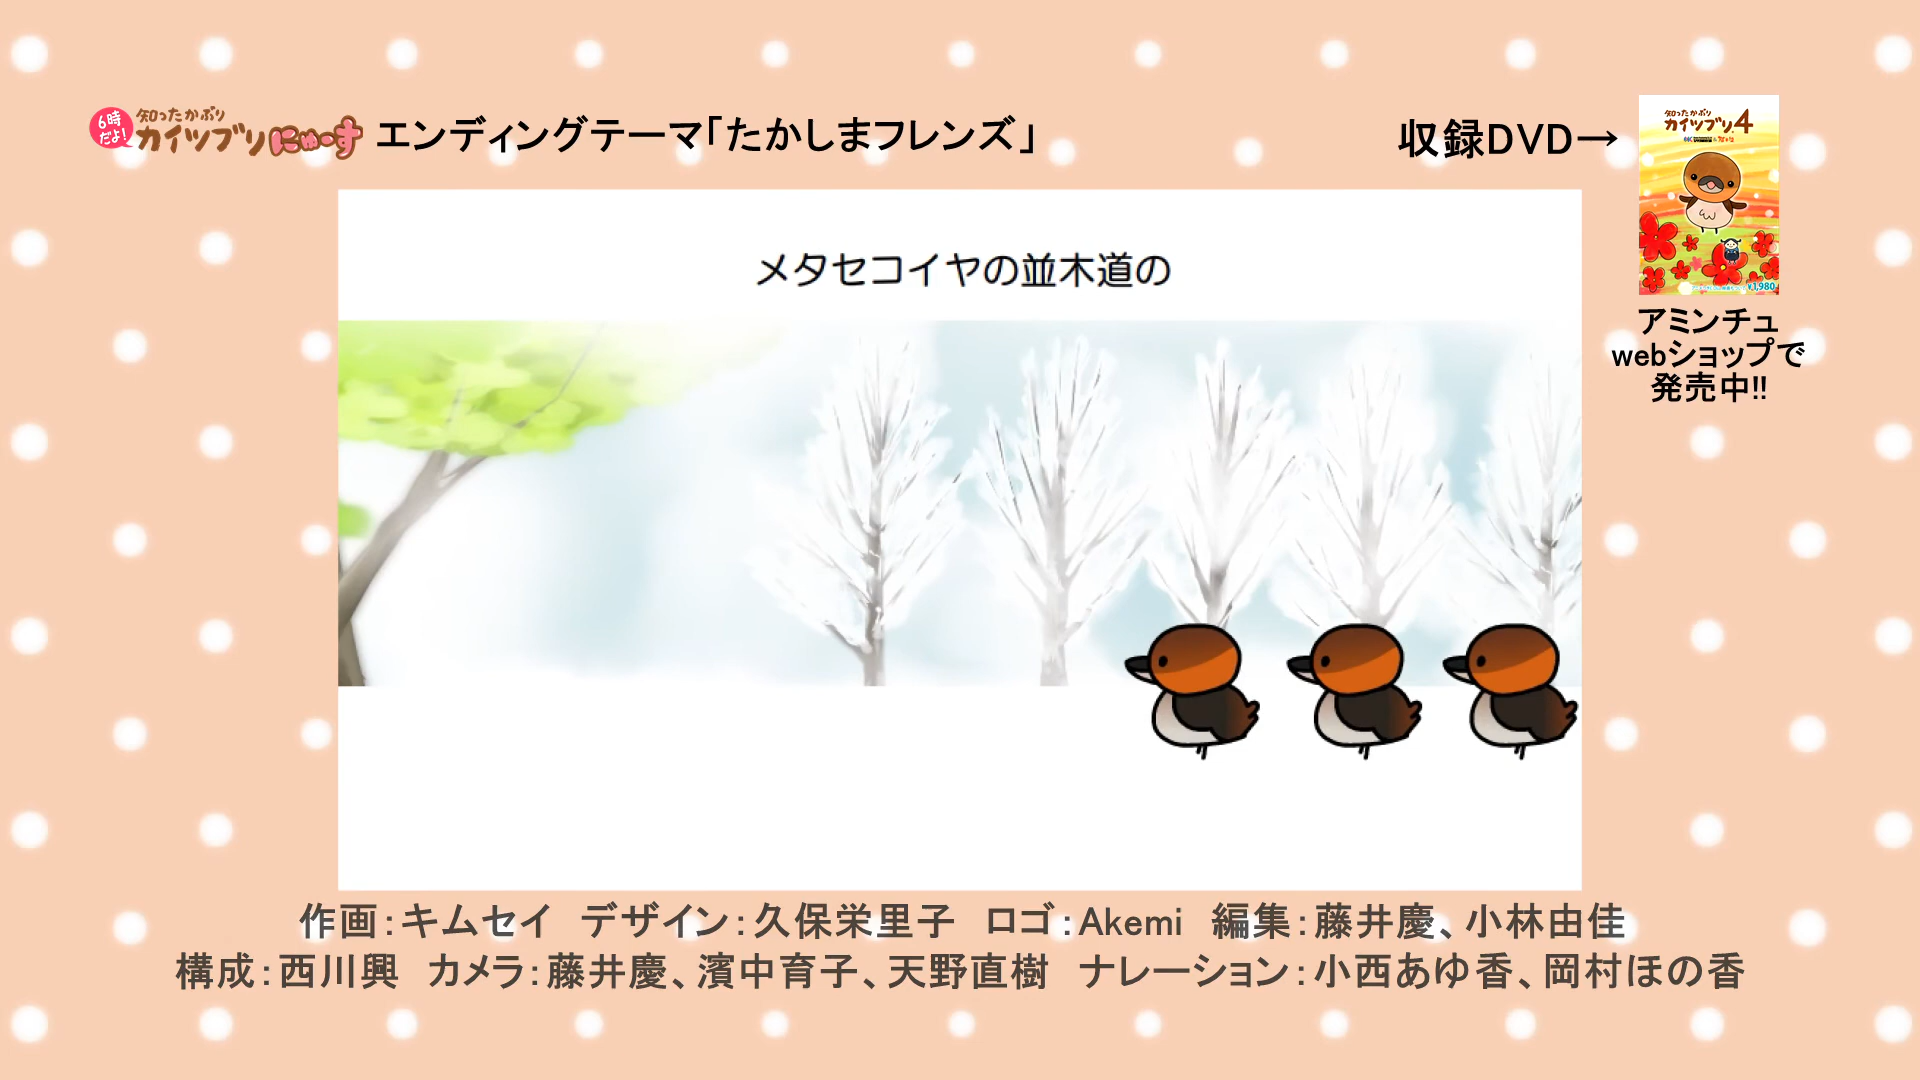 6時だよ!
知ったかぶり
カイツブリにゅーす
エンディングテーマ「たかしまフレンズ」
収録DVD→
知ったかぶり
カイツブリ4
¥1,980
アミンチュ
webショップで
発売中!!
メタセコイヤの並木道の
作画：キムセイ　デザイン：久保栄里子　ロゴ：Akemi　編集：藤井慶、小林由佳
構成：西川興　カメラ：藤井慶、濱中育子、天野直樹　ナレーション：小西あゆ香、岡村ほの香